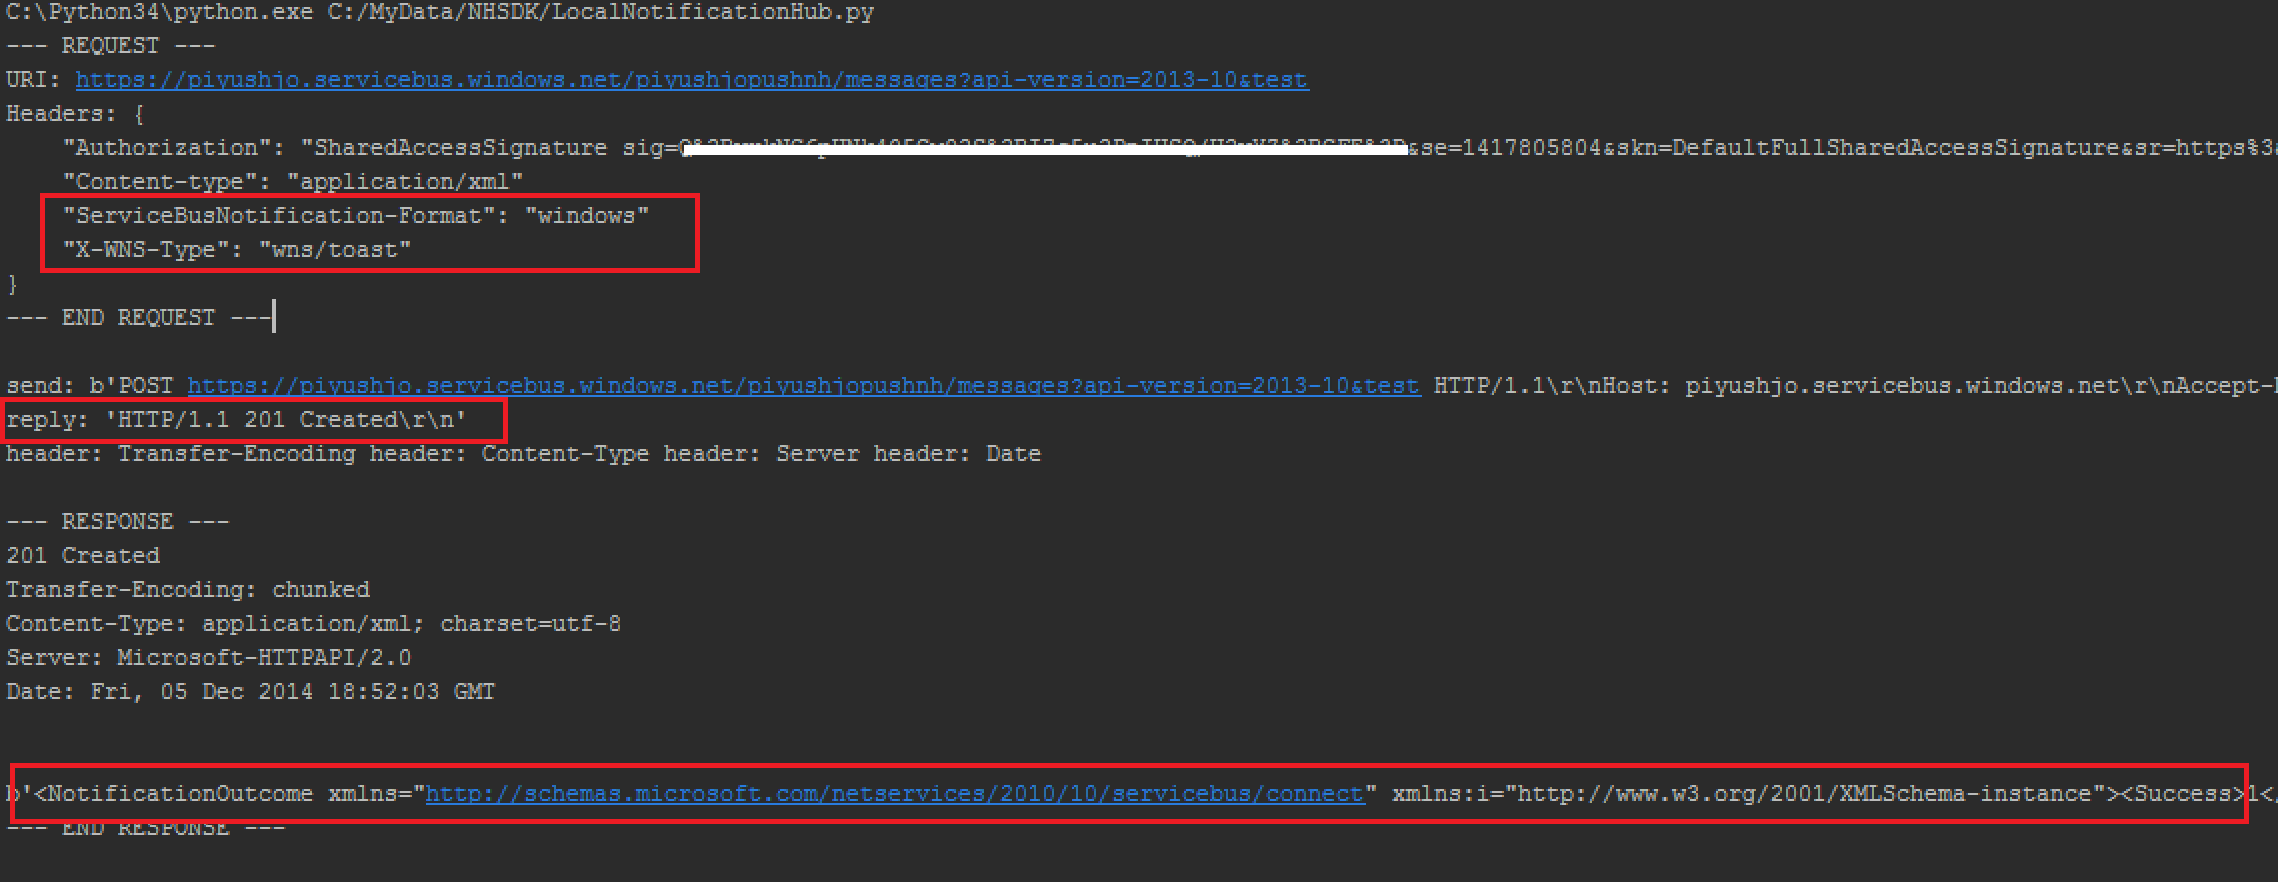 C:\Python34\python.exe C:/MyData/NHSDK/LocalNotificationHub.py
--- REQUEST ---
URI: https://piyushjo.servicebus.windows.net/piyushjopushnh/messages?api-version=2013-10&test
Headers: {
"Authorization": "SharedAccessSignature sig= &se=1417805804&skn=DefaultFullSharedAccessSignature&sr=https%3a
"Content-type": "application/xml"
"ServiceBusNotification-Format": "windows"
"X-WNS-Type": "wns/toast"
}
--- END REQUEST ---
send: b'POST https://piyushjo.servicebus.windows.net/piyushjopushnh/messages?api-version=2013-10&test HTTP/1.1\r\nHost: piyushjo.servicebus.windows.net\r\nAccept-
reply: 'HTTP/1.1 201 Created\r\n'
header: Transfer-Encoding header: Content-Type header: Server header: Date
--- RESPONSE ---
201 Created
Transfer-Encoding: chunked
Content-Type: application/xml; charset=utf-8
Server: Microsoft-HTTPAPI/2.0
Date: Fri, 05 Dec 2014 18:52:03 GMT
b'<NotificationOutcome xmlns="http://schemas.microsoft.com/netservices/2010/10/servicebus/connect" xmlns:i="http://www.w3.org/2001/XMLSchema-instance"><Success>1<
--- END RESPONSE ---